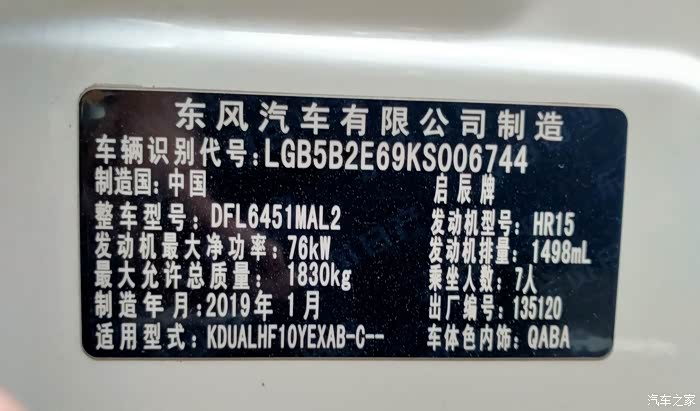 东风汽车有限公司制造
车辆识别代号:LGB5B2E69KS006744
制造国:中国 启辰牌
整车型号:DFL6451MAL2 发动机型号:HR15
发动机最大净功率:76kW 发动机排量:1498mL
最大允许总质量:1830kg 乘坐人数:7人
制造年月:2019年1月 出厂编号:135120
适用型式:KDUALHF10YEXAB-C-- 车体色内饰:QABA
汽车之家